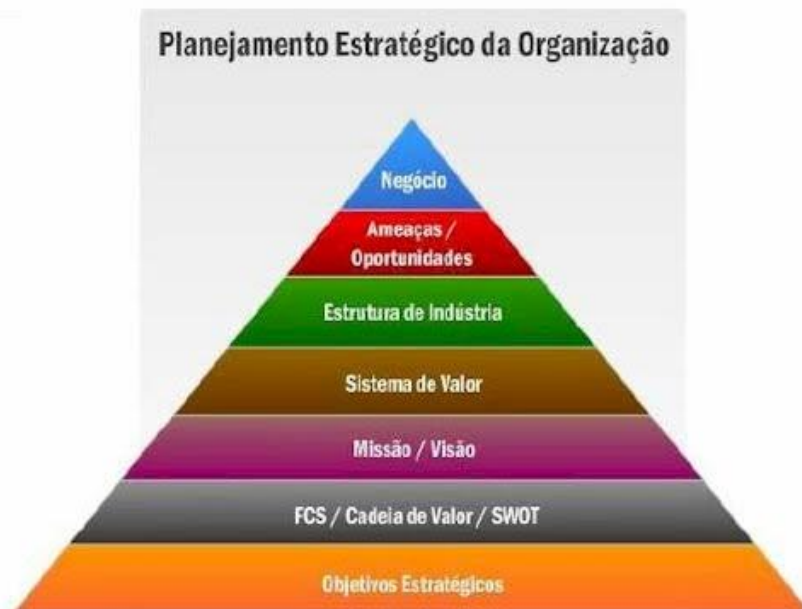 Planejamento Estratégico da Organização
Negócio
Ameaças /
Oportunidades
Estrutura de Indústria
Sistema de Valor
Missão / Visão
FCS / Cadeia de Valor / SWOT
Objetivos Estratégicos